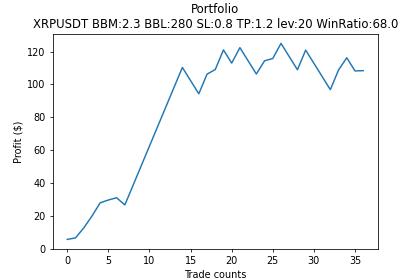 Portfolio
XRPUSDT BBM:2.3 BBL:280 SL:0.8 TP:1.2 lev:20 WinRatio:68.0
120
100
80
60
40
20
0
Profit ($)
0 5 10 15 20 25 30 35
Trade counts